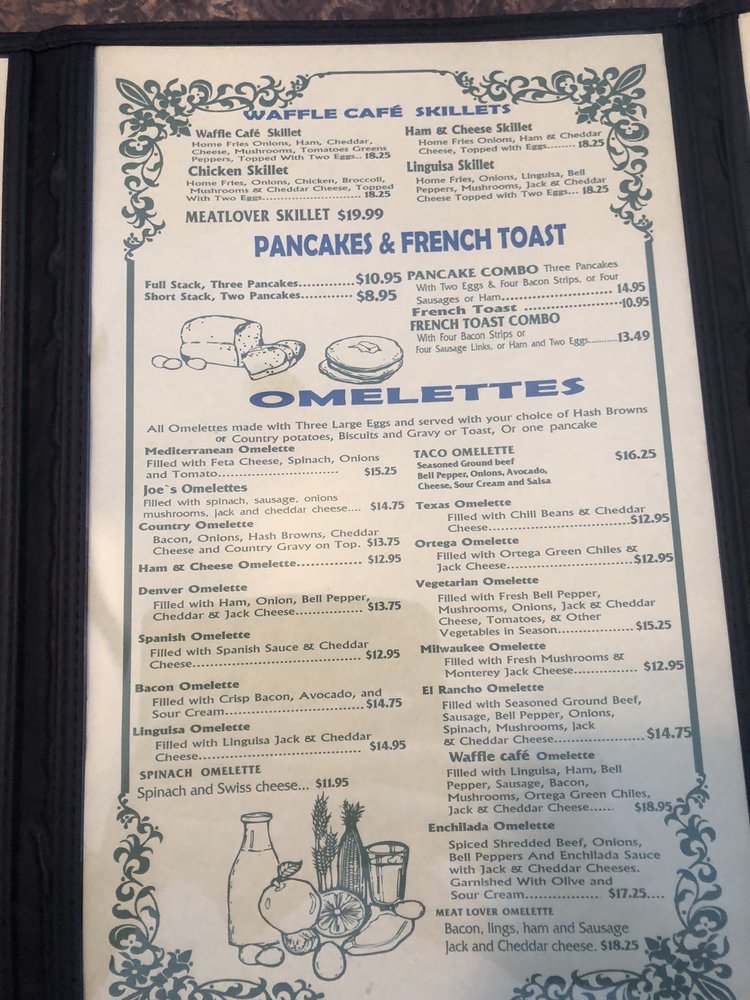 WAFFLE CAFÉ SKILLETS
Waffle Café Skillet
Home Fries Onions, Ham, Cheddar,
Cheese, Mushrooms, Tomatoes Greens
Peppers, Topped With Two Eggs.. 18.25
Chicken Skillet
Home Fries, Onions, Chicken, Broccoli,
Mushrooms & Cheddar Cheese, Topped
With Two Eggs........................... 18.25
MEATLOVER SKILLET $19.99
Ham & Cheese Skillet
Home Fries Onions, Ham & Cheddar
Cheese, Topped with Eggs........ 18.25
Linguisa Skillet
Home Fries, Onions, Linguisa, Bell
Peppers, Mushrooms, Jack & Cheddar
Cheese Topped with Two Eggs... 18.25
PANCAKES & FRENCH TOAST
Full Stack, Three Pancakes............$10.95
Short Stack, Two Pancakes.......... $8.95
PANCAKE COMBO Three Pancakes
With Two Eggs & Four Bacon Strips, or Four
Sausages or Ham................................ 14.95
French Toast .......................10.95
FRENCH TOAST COMBO
With Four Bacon Strips or
Four Sausage Links, or Ham and Two Eggs..........13.49
OMELETTES
All Omelettes made with Three Large Eggs and served with your choice of Hash Browns
or Country potatoes, Biscuits and Gravy or Toast, Or one pancake
Mediterranean Omelette
Filled with Feta Cheese, Spinach, Onions
and Tomato............................ $15.25
Joe`s Omelettes
Filled with spinach, sausage, onions
mushrooms, jack and cheddar cheese.... $14.75
Country Omelette
Bacon, Onions, Hash Browns, Cheddar
Cheese and Country Gravy on Top. $13.75
Ham & Cheese Omelette............... $12.95
Denver Omelette
Filled with Ham, Onion, Bell Pepper,
Cheddar & Jack Cheese............... $13.75
Spanish Omelette
Filled with Spanish Sauce & Cheddar
Cheese.................................... $12.95
Bacon Omelette
Filled with Crisp Bacon, Avocado, and
Sour Cream.............................. $14.75
Linguisa Omelette
Filled with Linguisa Jack & Cheddar
Cheese................................... $14.95
SPINACH OMELETTE
Spinach and Swiss cheese... $11.95
TACO OMELETTE $16.25
Seasoned Ground beef
Bell Pepper, Onions, Avocado,
Cheese, Sour Cream and Salsa
Texas Omelette
Filled with Chili Beans & Cheddar
Cheese..............................$12.95
Ortega Omelette
Filled with Ortega Green Chiles &
Jack Cheese...........................$12.95
Vegetarian Omelette
Filled with Fresh Bell Pepper,
Mushrooms, Onions, Jack & Cheddar
Cheese, Tomatoes, & Other
Vegetables in Season................$15.25
Milwaukee Omelette
Filled with Fresh Mushrooms &
Monterey Jack Cheese............. $12.95
El Rancho Omelette
Filled with Seasoned Ground Beef,
Sausage, Bell Pepper, Onions,
Spinach, Mushrooms, Jack
& Cheddar Cheese....................$14.75
Waffle café Omelette
Filled with Linguisa, Ham, Bell
Pepper, Sausage, Bacon,
Mushrooms, Ortega Green Chiles,
Jack & Cheddar Cheese...... $18.95
Enchilada Omelette
Spiced Shredded Beef, Onions,
Bell Peppers And Enchilada Sauce
with Jack & Cheddar Cheeses.
Garnished With Olive and
Sour Cream.................$17.25....
MEAT LOVER OMELETTE
Bacon, lings, ham and Sausage
Jack and Cheddar cheese. $18.25